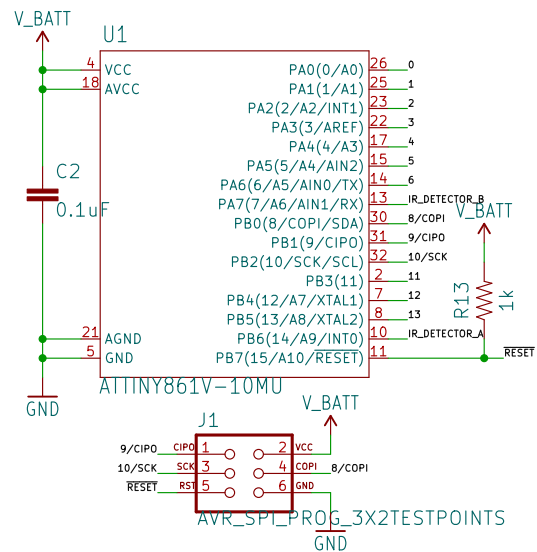 V_BATT
U1
4 VCC
18 AVCC
C2
0.1uF
21 AGND
5 GND
GND
PA0(0/A0) 26 0
PA1(1/A1) 25 1
PA2(2/A2/INT1) 23 2
PA3(3/AREF) 22 3
PA4(4/A3) 17 4
PA5(5/A4/AIN2) 15 5
PA6(6/A5/AIN0/TX) 14 6
PA7(7/A6/AIN1/RX) 13 IR_DETECTOR_B
PB0(8/COPI/SDA) 30 8/COPI
PB1(9/CIPO) 31 9/CIPO
PB2(10/SCK/SCL) 32 10/SCK
PB3(11) 2 11
PB4(12/A7/XTAL1) 7 12
PB5(13/A8/XTAL2) 8 13
PB6(14/A9/INT0) 10 IR_DETECTOR_A
PB7(15/A10/RESET) 11 RESET
ATTINY861V-10MU
V_BATT
R13
1k
J1
V_BATT
9/CIPO CIPO 1 2 VCC
10/SCK SCK 3 4 COPI 8/COPI
RESET RST 5 6 GND
AVR_SPI_PROG_3X2TESTPOINTS
GND